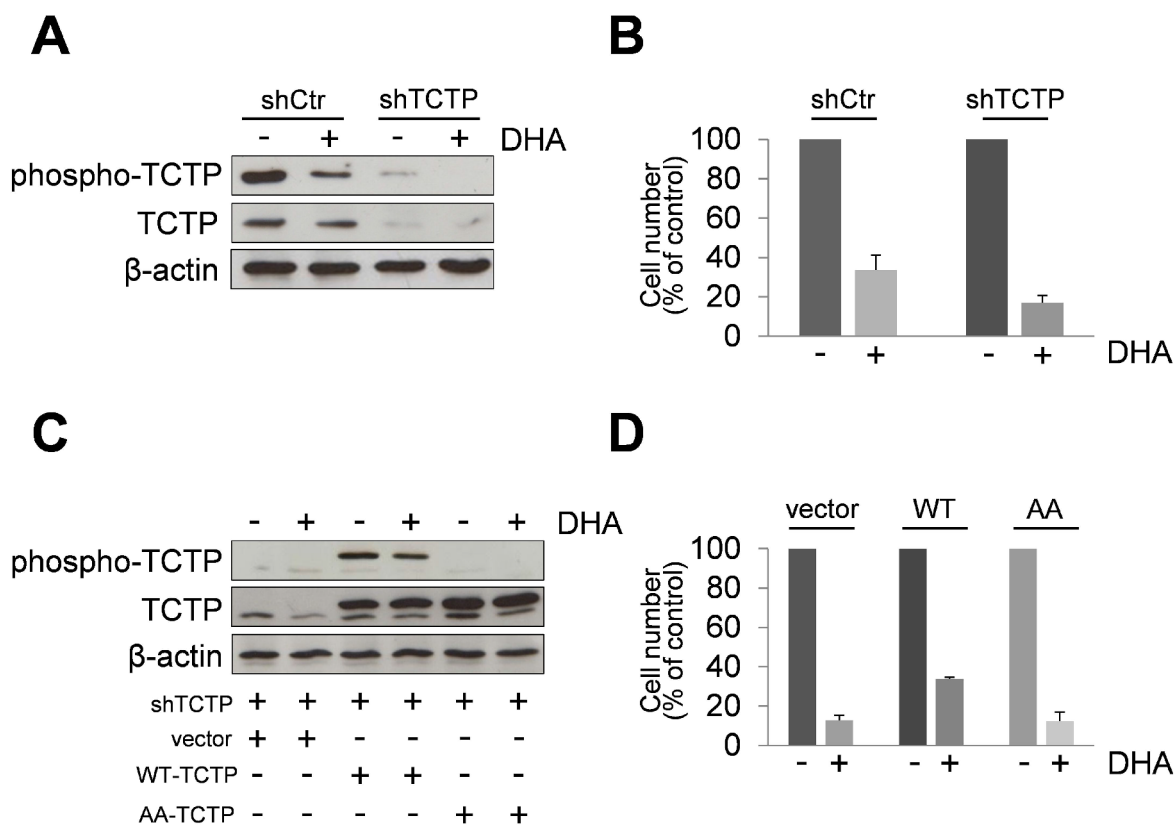 A
shCtr shTCTP
- + - + DHA
phospho-TCTP
TCTP
β-actin
B
shCtr shTCTP
100
80
60
40
20
0
Cell number
(% of control)
- + - + DHA
C
- + - + - + DHA
phospho-TCTP
TCTP
β-actin
shTCTP + + + + + +
vector + + - - - -
WT-TCTP - - + + - -
AA-TCTP - - - - + +
D
vector WT AA
100
80
60
40
20
0
Cell number
(% of control)
- + - + - + DHA